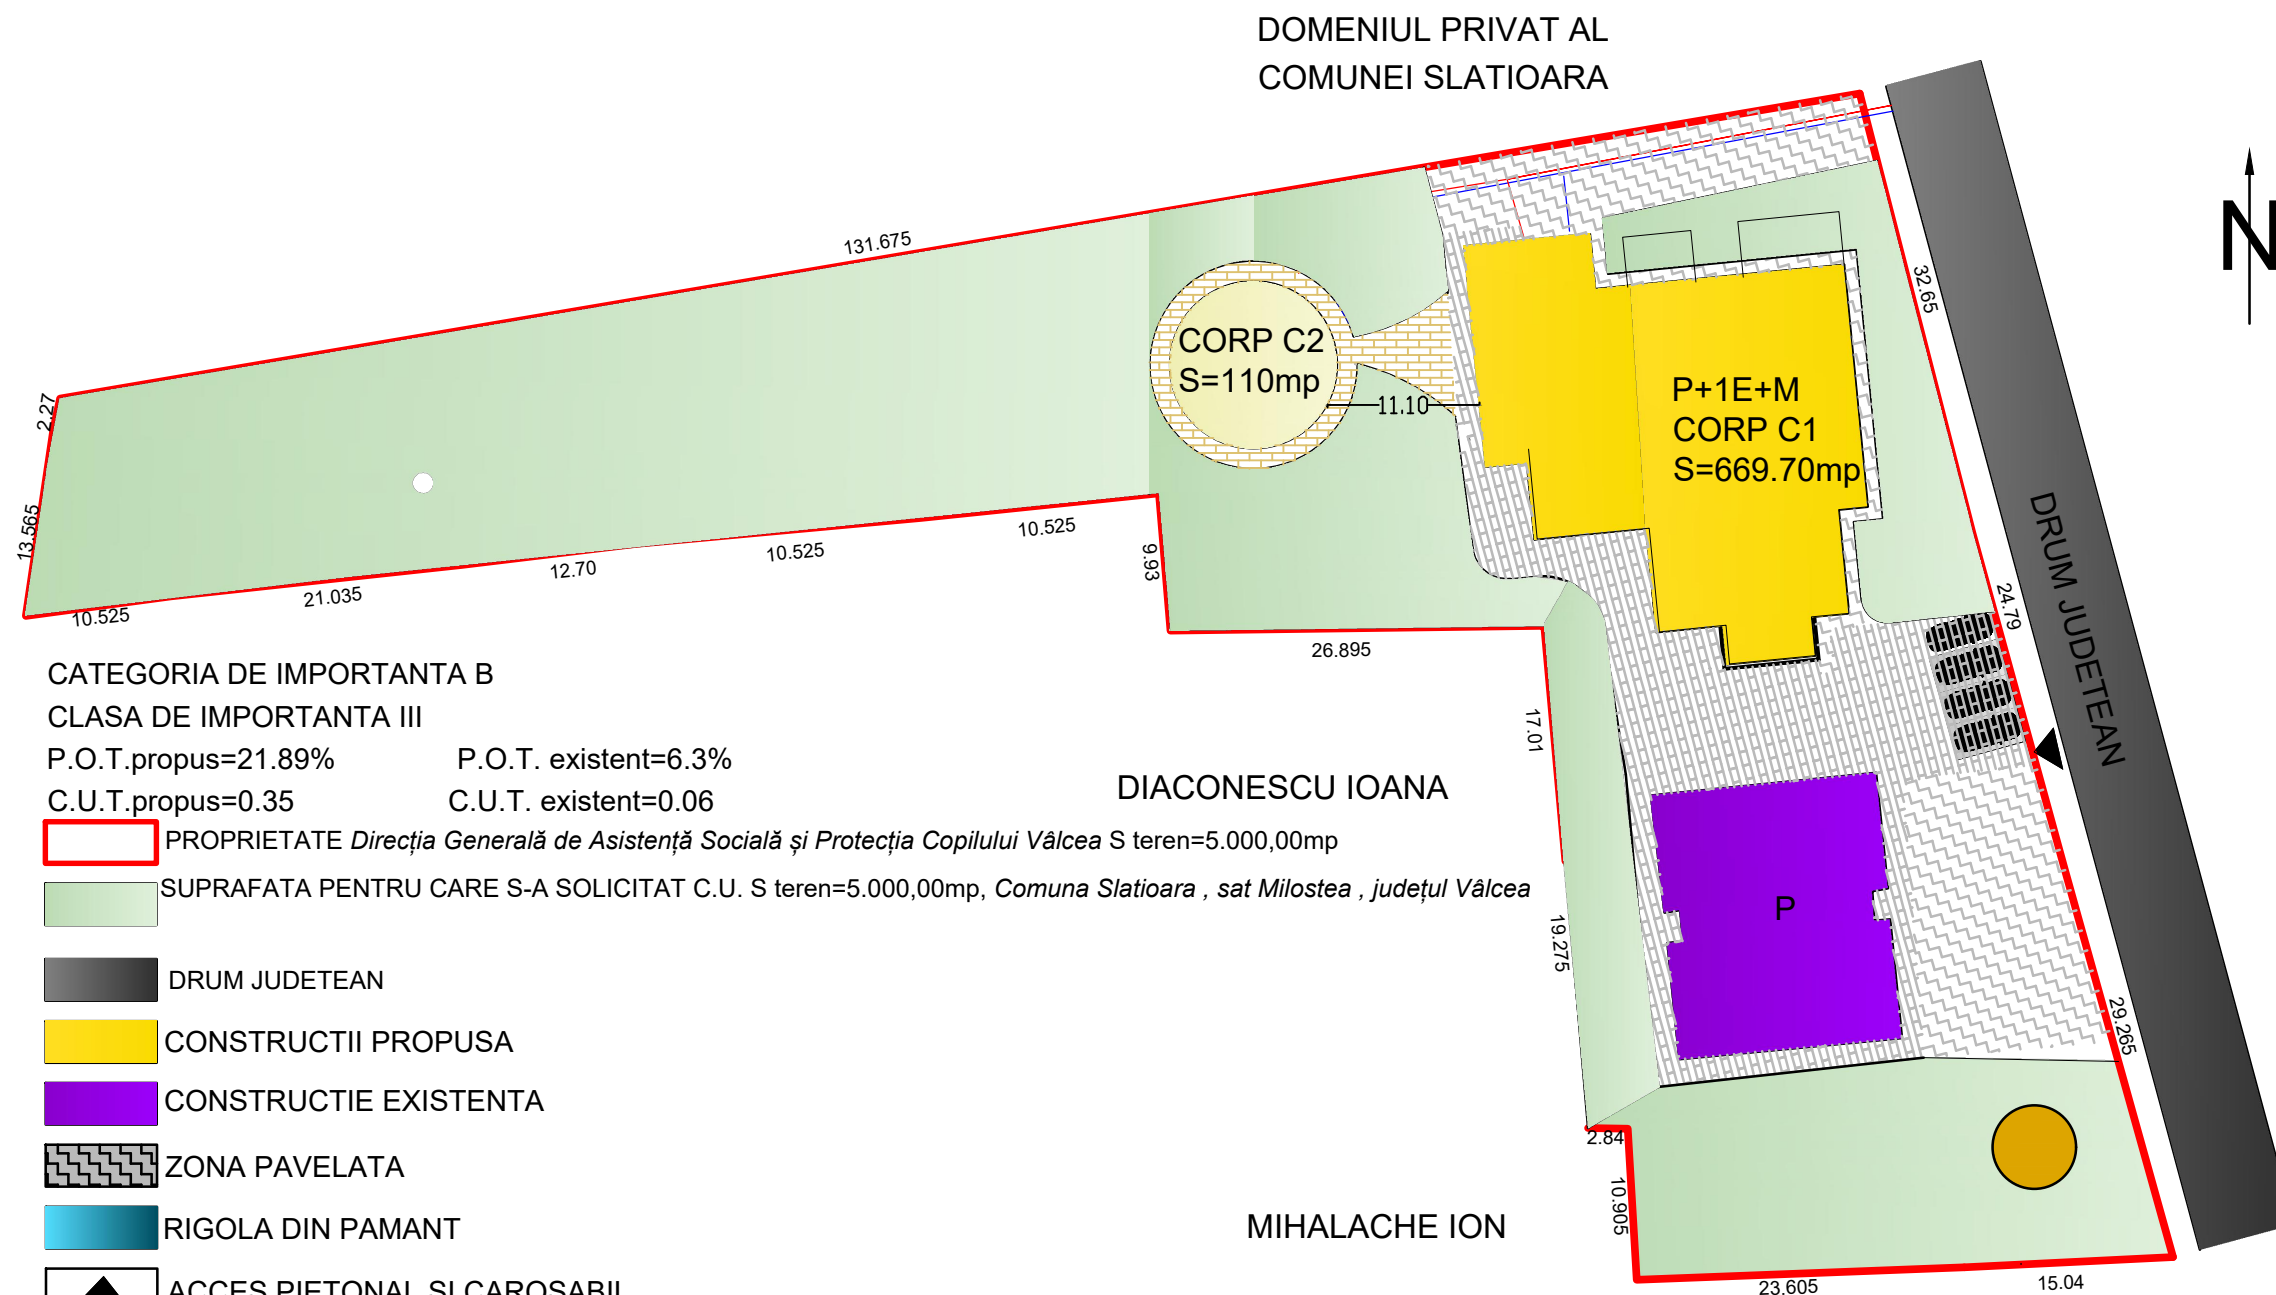 DOMENIUL PRIVAT AL
COMUNEI SLATIOARA
N
131.675
32.65
CORP C2
S=110mp
11.10
P+1E+M
CORP C1
S=669.70mp
2.27
13.565
10.525
21.035
12.70
10.525
10.525
9.93
26.895
24.79
DRUM JUDETEAN
17.01
CATEGORIA DE IMPORTANTA B
CLASA DE IMPORTANTA III
P.O.T.propus=21.89% P.O.T. existent=6.3%
C.U.T.propus=0.35 C.U.T. existent=0.06
DIACONESCU IOANA
PROPRIETATE Direcția Generală de Asistență Socială și Protecția Copilului Vâlcea S teren=5.000,00mp
SUPRAFATA PENTRU CARE S-A SOLICITAT C.U. S teren=5.000,00mp, Comuna Slatioara , sat Milostea , județul Vâlcea
P
19.275
29.265
DRUM JUDETEAN
CONSTRUCTII PROPUSA
CONSTRUCTIE EXISTENTA
ZONA PAVELATA
RIGOLA DIN PAMANT
ACCES PIETONAL SI CAROSABIL
2.84
10.905
MIHALACHE ION
23.605
15.04